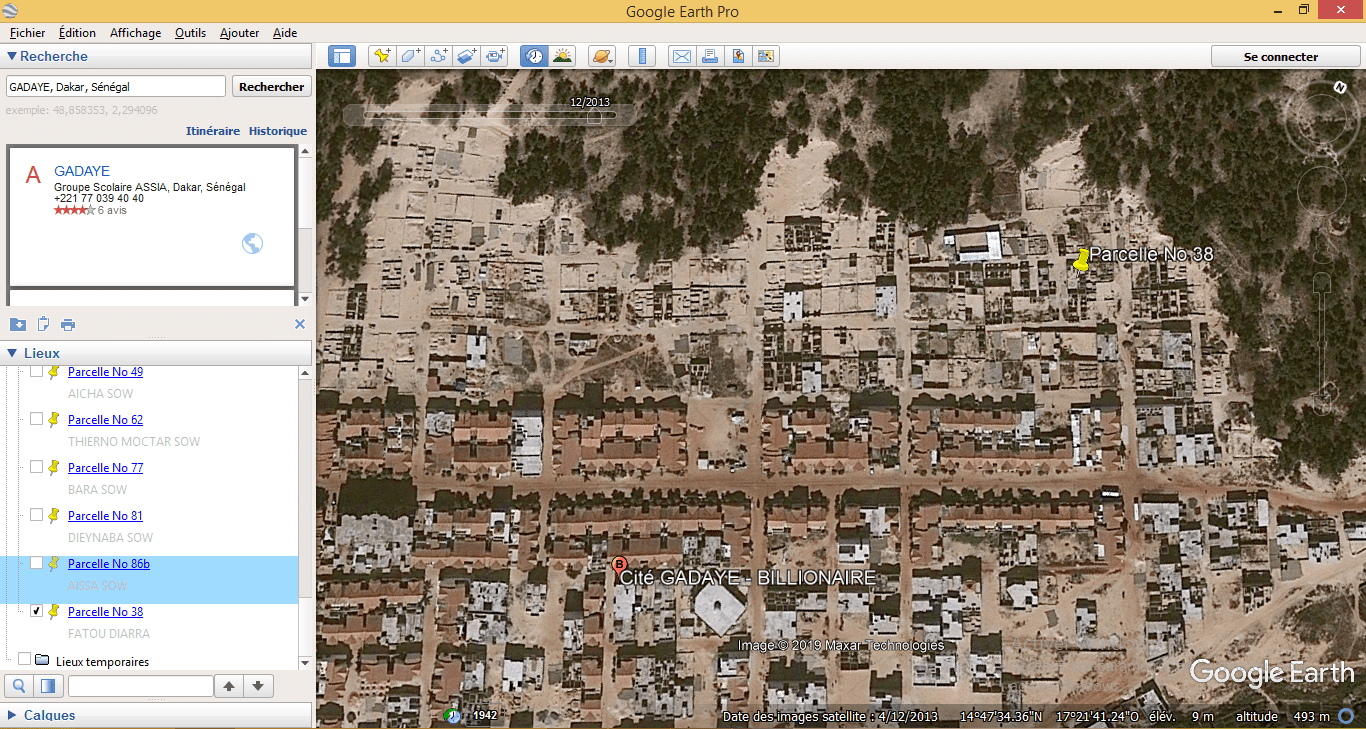 Google Earth Pro
Fichier Édition Affichage Outils Ajouter Aide
Recherche
Se connecter
GADAYE, Dakar, Sénégal
Rechercher
exemple: 48,858353, 2,294096
Itinéraire Historique
A
GADAYE
Groupe Scolaire ASSIA, Dakar, Sénégal
+221 77 039 40 40
6 avis
Lieux
Parcelle No 49
AICHA SOW
Parcelle No 62
THIERNO MOCTAR SOW
Parcelle No 77
BARA SOW
Parcelle No 81
DIEYNABA SOW
Parcelle No 86b
AISSA SOW
Parcelle No 38
FATOU DIARRA
Lieux temporaires
Calques
12/2013
N
Parcelle No 38
B
Cité GADAYE - BILLIONAIRE
Image © 2019 Maxar Technologies
Google Earth
1942
Date des images satellite : 4/12/2013 14°47'34.36"N 17°21'41.24"O élév. 9 m altitude 493 m